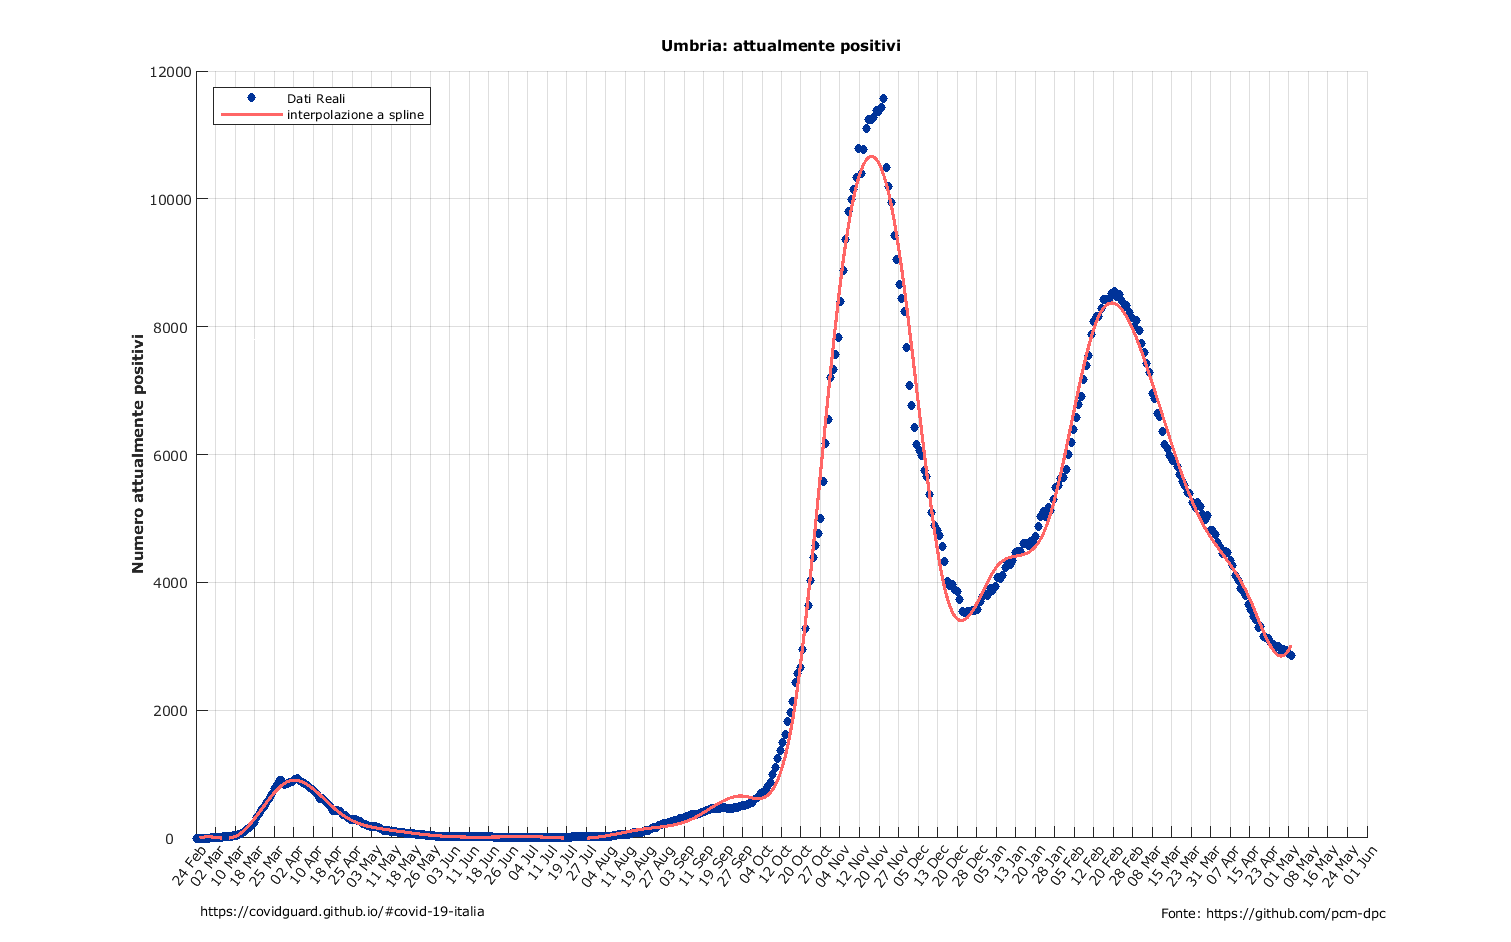 Umbria: attualmente positivi
Dati Reali
interpolazione a spline
Numero attualmente positivi
12000
10000
8000
6000
4000
2000
0
24 Feb
02 Mar
10 Mar
18 Mar
25 Mar
02 Apr
10 Apr
18 Apr
25 Apr
03 May
11 May
18 May
26 May
03 Jun
11 Jun
18 Jun
26 Jun
04 Jul
11 Jul
19 Jul
27 Jul
04 Aug
11 Aug
19 Aug
27 Aug
03 Sep
11 Sep
19 Sep
27 Sep
04 Oct
12 Oct
20 Oct
27 Oct
04 Nov
12 Nov
20 Nov
27 Nov
05 Dec
13 Dec
20 Dec
28 Dec
05 Jan
13 Jan
20 Jan
28 Jan
05 Feb
12 Feb
20 Feb
28 Feb
08 Mar
15 Mar
23 Mar
31 Mar
07 Apr
15 Apr
23 Apr
01 May
08 May
16 May
24 May
01 Jun
https://covidguard.github.io/#covid-19-italia
Fonte: https://github.com/pcm-dpc